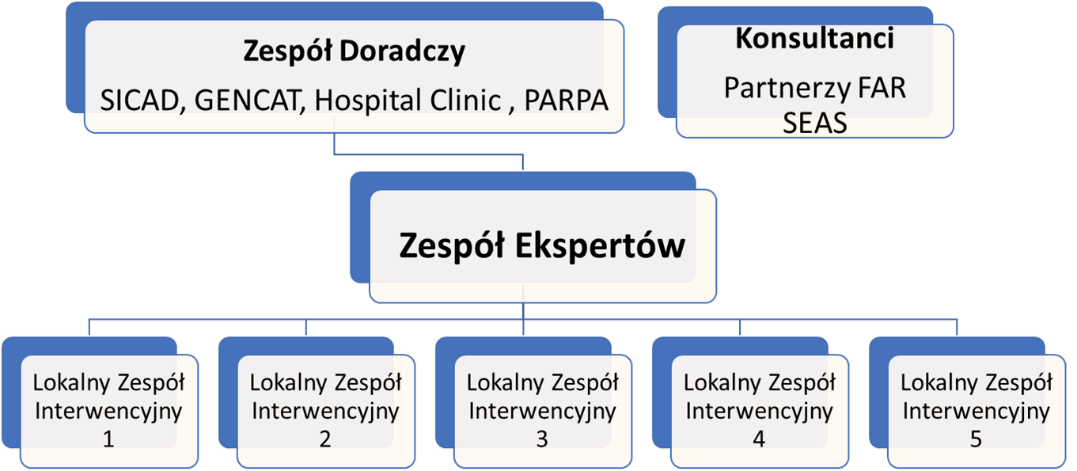 Zespół Doradczy
SICAD, GENCAT, Hospital Clinic , PARPA
Konsultanci
Partnerzy FAR
SEAS
Zespół Ekspertów
Lokalny Zespół
Interwencyjny
1
Lokalny Zespół
Interwencyjny
2
Lokalny Zespół
Interwencyjny
3
Lokalny Zespół
Interwencyjny
4
Lokalny Zespół
Interwencyjny
5